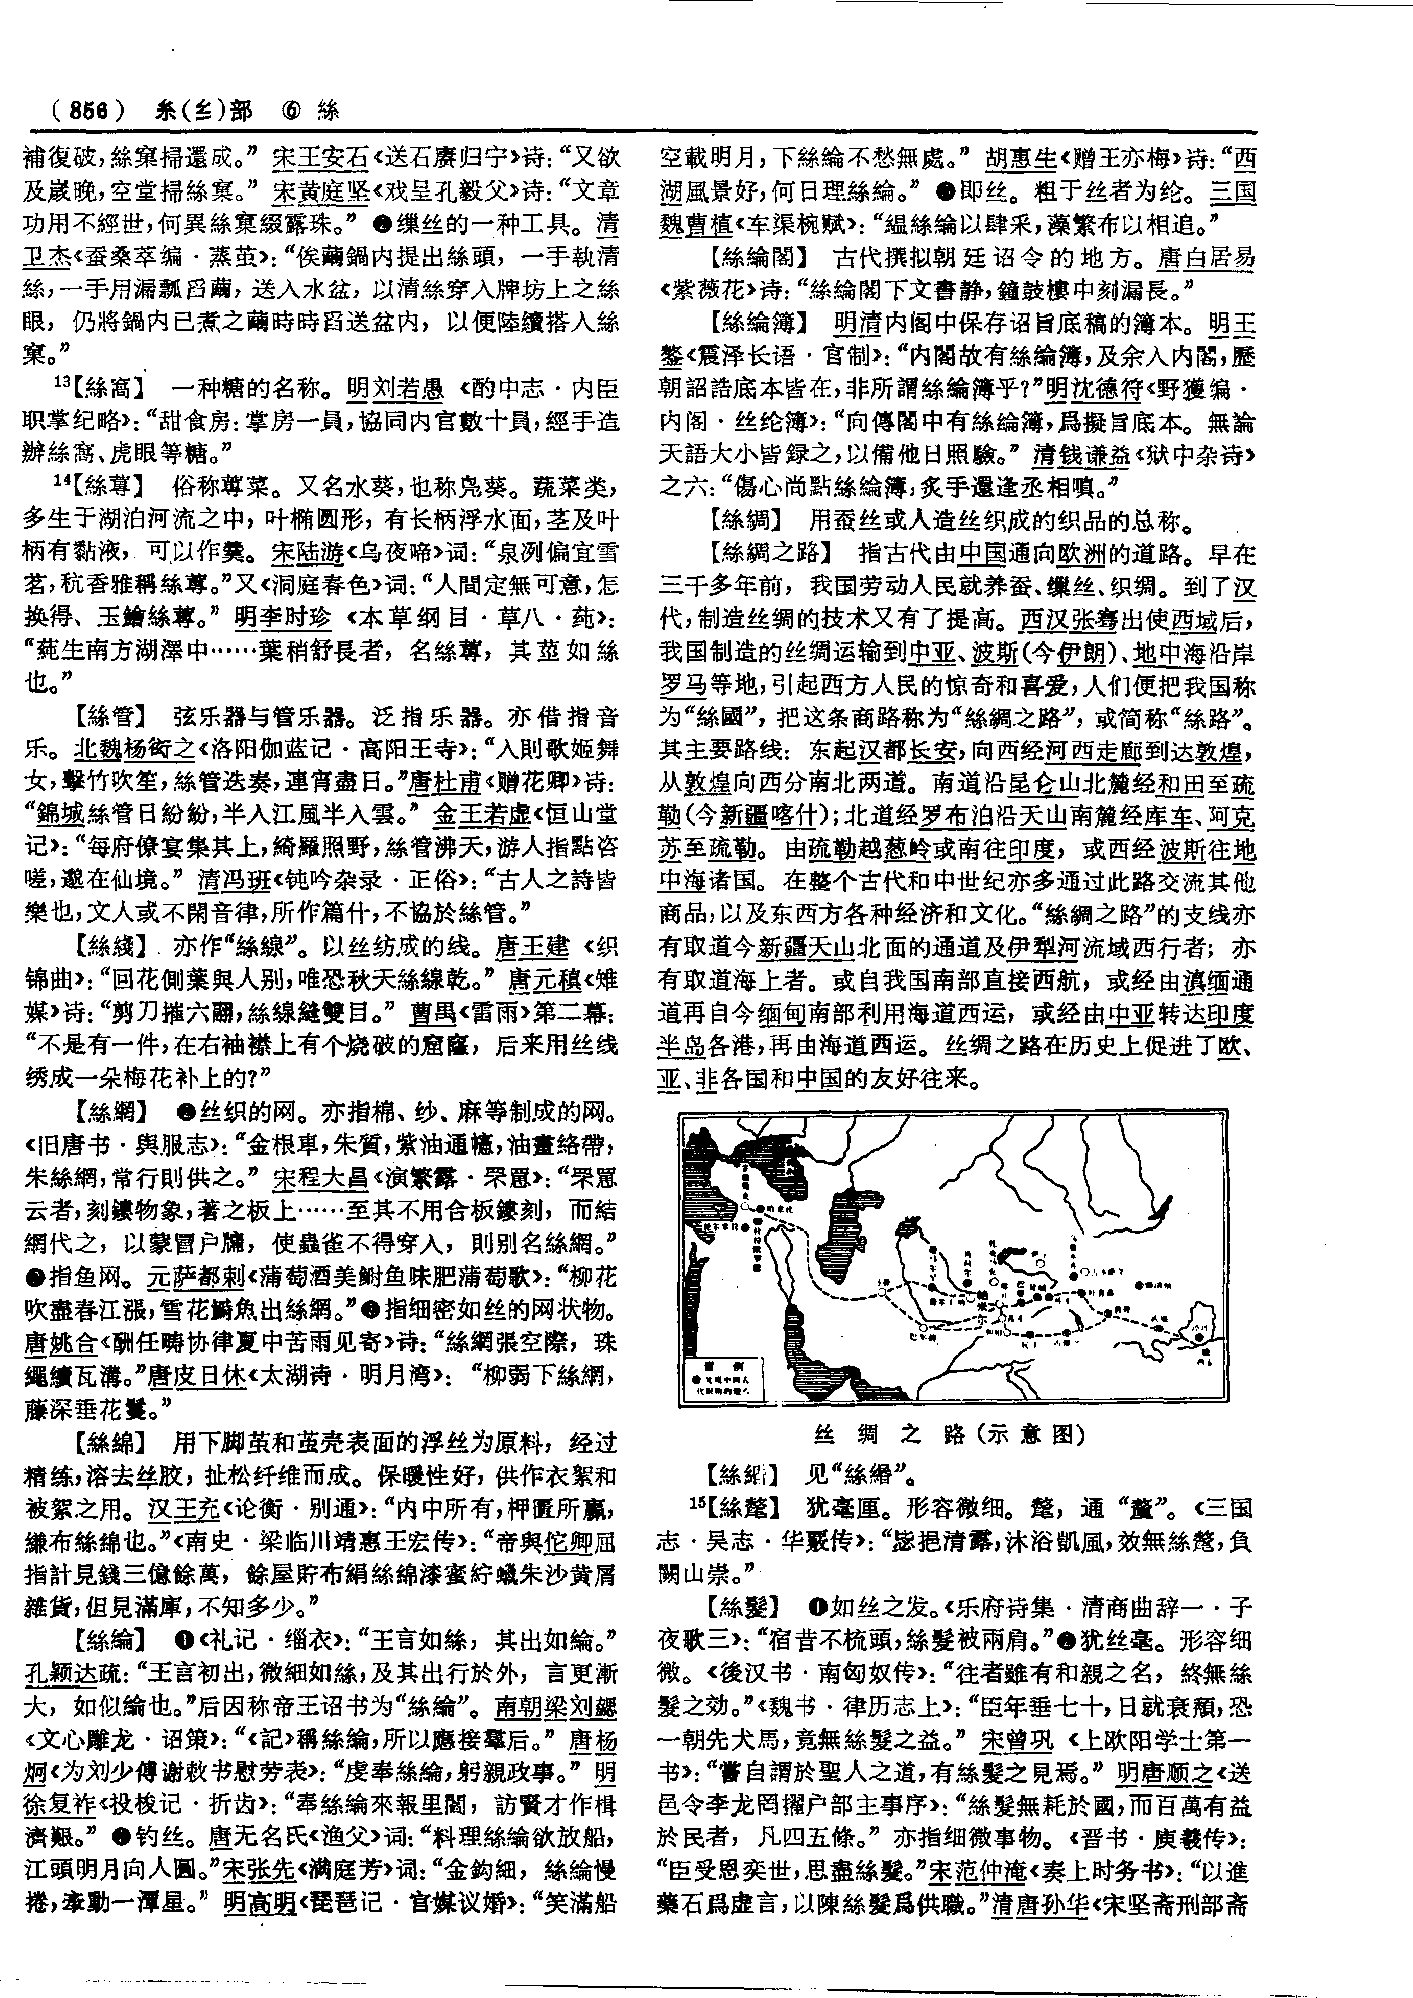 (856) 糸(纟)部 ⑥ 絲
補復破，絲窠掃還成。” 宋王安石《送石赓归宁》诗：“又欲
及嵗晚，空堂掃絲窠。” 宋黄庭坚《戏呈孔毅父》诗：“文章
功用不經世，何異絲窠綴露珠。” ❷缫丝的一种工具。清
卫杰《蚕桑萃编·蒸茧》：“俟繭鍋内提出絲頭，一手執清
絲，一手用漏瓢舀繭，送入水盆，以清絲穿入牌坊上之絲
眼，仍將鍋内已煮之繭時時舀送盆内，以便陸續搭入絲
窠。”
13【絲窩】 一种糖的名称。明刘若愚《酌中志·内臣
职掌纪略》：“甜食房：掌房一員，協同内官數十員，經手造
辦絲窩、虎眼等糖。”
14【絲蓴】 俗称蓴菜。又名水葵，也称凫葵。蔬菜类，
多生于湖泊河流之中，叶椭圆形，有长柄浮水面，茎及叶
柄有黏液，可以作羹。宋陆游《乌夜啼》词：“泉冽偏宜雪
茗，秔香雅稱絲蓴。”又《洞庭春色》词：“人間定無可意，怎
换得、玉鱠絲蓴。” 明李时珍《本草纲目·草八·莼》：
“蒓生南方湖澤中……葉稍舒長者，名絲蓴，其莖如絲
也。”
【絲管】 弦乐器与管乐器。泛指乐器。亦借指音
乐。北魏杨衒之《洛阳伽蓝记·高阳王寺》：“入則歌姬舞
女，擊竹吹笙，絲管迭奏，連宵盡日。”唐杜甫《赠花卿》诗：
“錦城絲管日紛紛，半入江風半入雲。” 金王若虚《恒山堂
记》：“每府僚宴集其上，綺羅照野，絲管沸天，游人指點咨
嗟，邈在仙境。” 清冯班《钝吟杂录·正俗》：“古人之詩皆
樂也，文人或不閑音律，所作篇什，不協於絲管。”
【絲綫】 亦作“絲線”。以丝纺成的线。唐王建《织
锦曲》：“回花側葉與人别，唯恐秋天絲線乾。” 唐元稹《雉
媒》诗：“剪刀摧六翮，絲線縫雙目。” 曹禺《雷雨》第二幕：
“不是有一件，在右袖襟上有个烧破的窟窿，后来用丝线
绣成一朵梅花补上的?”
【絲網】 ❶丝织的网。亦指棉、纱、麻等制成的网。
《旧唐书·舆服志》：“金根車，朱質，紫油通幰，油畫絡帶，
朱絲網，常行則供之。” 宋程大昌《演繁露·罘罳》：“罘罳
云者，刻鏤物象，著之板上……至其不用合板鏤刻，而結
網代之，以蒙冒户牖，使蟲雀不得穿入，則别名絲網。”
❷指鱼网。元萨都剌《蒲萄酒美鲥鱼味肥蒲萄歌》：“柳花
吹盡春江漲，雪花鰣魚出絲網。”❸指细密如丝的网状物。
唐姚合《酬任畴协律夏中苦雨见寄》诗：“絲網張空際，珠
繩續瓦溝。”唐皮日休《太湖诗·明月湾》：“柳弱下絲網，
藤深垂花鬘。”
【絲綿】 用下脚茧和茧壳表面的浮丝为原料，经过
精练，溶去丝胶，扯松纤维而成。保暖性好，供作衣絮和
被絮之用。汉王充《论衡·别通》：“内中所有，柙匱所羸，
縑布絲綿也。”《南史·梁临川靖惠王宏传》：“帝與佗卿屈
指計見錢三億餘萬，餘屋貯布絹絲綿漆蜜紵蠟朱沙黄屑
雜貨，但見滿庫，不知多少。”
【絲綸】 ❶《礼记·缁衣》：“王言如絲，其出如綸。”
孔颖达疏：“王言初出，微細如絲，及其出行於外，言更漸
大，如似綸也。”后因称帝王诏书为“絲綸”。南朝梁刘勰
《文心雕龙·诏策》：“《記》稱絲綸，所以應接羣后。” 唐杨
炯《为刘少傅谢敕书慰劳表》：“虔奉絲綸，躬親政事。” 明
徐复祚《投梭记·折齿》：“奉絲綸來報里閭，訪賢才作楫
濟艱。” ❷钓丝。唐无名氏《渔父》词：“料理絲綸欲放船，
江頭明月向人圓。”宋张先《满庭芳》词：“金鈎細，絲綸慢
捲，牽動一潭星。” 明高明《琵琶记·官媒议婚》：“笑滿船
空載明月，下絲綸不愁無處。” 胡惠生《赠王亦梅》诗：“西
湖風景好，何日理絲綸。” ❸即丝。粗于丝者为纶。三国
魏曹植《车渠椀赋》：“緼絲綸以肆采，藻繁布以相追。”
【絲綸閣】 古代撰拟朝廷诏令的地方。唐白居易
《紫薇花》诗：“絲綸閣下文書静，鐘鼓樓中刻漏長。”
【絲綸簿】 明清内阁中保存诏旨底稿的簿本。明王
鏊《震泽长语·官制》：“内閣故有絲綸簿，及余入内閣，歷
朝詔誥底本皆在，非所謂絲綸簿乎?”明沈德符《野獲编·
内阁·丝纶簿》：“向傳閣中有絲綸簿，爲擬旨底本。無論
天語大小皆録之，以備他日照驗。” 清钱谦益《狱中杂诗》
之六：“傷心尚點絲綸簿，炙手還逢丞相嗔。”
【絲綢】 用蚕丝或人造丝织成的织品的总称。
【絲綢之路】 指古代由中国通向欧洲的道路。早在
三千多年前，我国劳动人民就养蚕、缫丝、织绸。到了汉
代，制造丝绸的技术又有了提高。西汉张骞出使西域后，
我国制造的丝绸运输到中亚、波斯(今伊朗)、地中海沿岸
罗马等地，引起西方人民的惊奇和喜爱，人们便把我国称
为“絲國”，把这条商路称为“絲綢之路”，或简称“絲路”。
其主要路线：东起汉都长安，向西经河西走廊到达敦煌，
从敦煌向西分南北两道。南道沿昆仑山北麓经和田至疏
勒(今新疆喀什)；北道经罗布泊沿天山南麓经库车、阿克
苏至疏勒。由疏勒越葱岭或南往印度，或西经波斯往地
中海诸国。在整个古代和中世纪亦多通过此路交流其他
商品，以及东西方各种经济和文化。“絲綢之路”的支线亦
有取道今新疆天山北面的通道及伊犁河流域西行者；亦
有取道海上者。或自我国南部直接西航，或经由滇缅通
道再自今缅甸南部利用海道西运，或经由中亚转达印度
半岛各港，再由海道西运。丝绸之路在历史上促进了欧、
亚、非各国和中国的友好往来。
图 例
丝 绸 之 路 (示 意 图)
见“絲緡”。
15【絲氂】 犹毫厘。形容微细。氂，通“釐”。《三国
志·吴志·华覈传》：“毖挹清露，沐浴凱風，效無絲氂，負
闕山崇。”
【絲髮】 ❶如丝之发。《乐府诗集·清商曲辞一·子
夜歌三》：“宿昔不梳頭，絲髮被兩肩。”❷犹丝毫。形容细
微。《後汉书·南匈奴传》：“往者雖有和親之名，終無絲
髮之効。”《魏书·律历志上》：“臣年垂七十，日就衰頽，恐
一朝先犬馬，竟無絲髮之益。” 宋曾巩《上欧阳学士第一
书》：“嘗自謂於聖人之道，有絲髮之見焉。” 明唐顺之《送
邑令李龙冈擢户部主事序》：“絲髮無耗於國，而百萬有益
於民者，凡四五條。” 亦指细微事物。《晋书·庾羲传》：
“臣受恩奕世，思盡絲髮。”宋范仲淹《奏上时务书》：“以進
藥石爲虚言，以陳絲髮爲供職。”清唐孙华《宋坚斋刑部斋